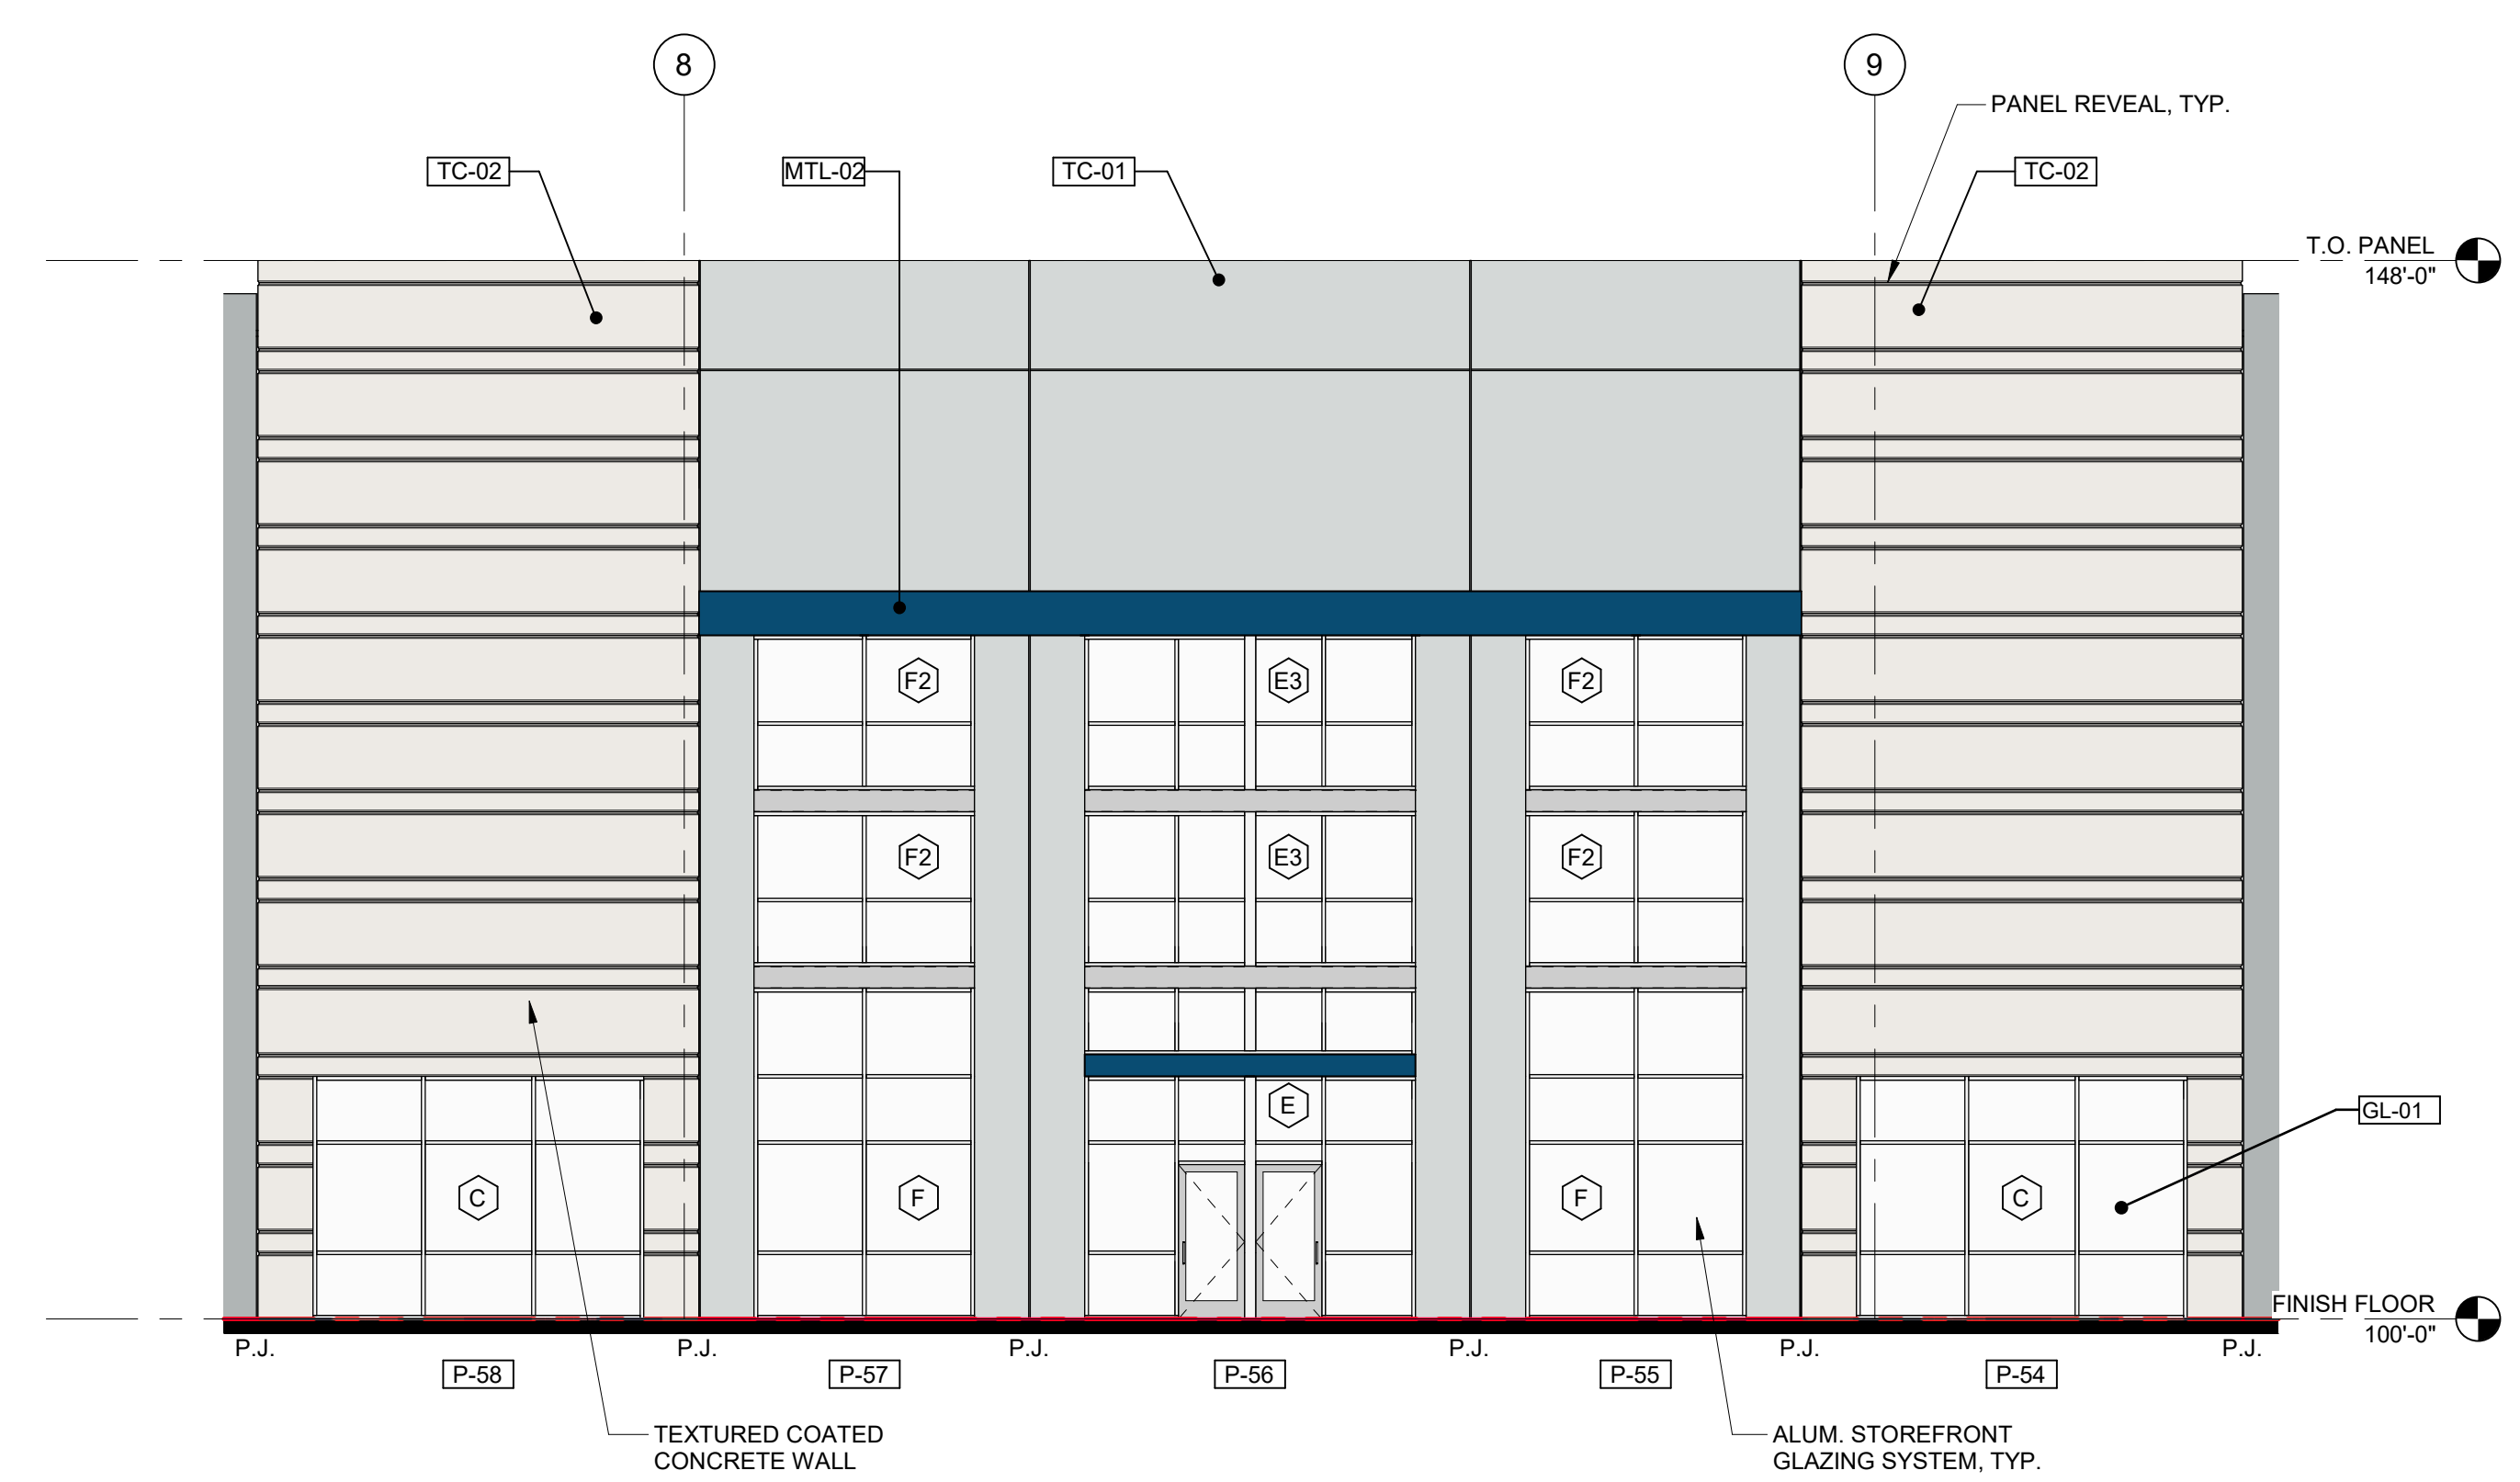 8
9
PANEL REVEAL, TYP.
TC-02
MTL-02
TC-01
TC-02
T.O. PANEL
148'-0"
F2
E3
F2
F2
E3
F2
E
GL-01
C
F
F
C
FINISH FLOOR
100'-0"
P.J.
P.J.
P.J.
P.J.
P.J.
P.J.
P-58
P-57
P-56
P-55
P-54
TEXTURED COATED
CONCRETE WALL
ALUM. STOREFRONT
GLAZING SYSTEM, TYP.